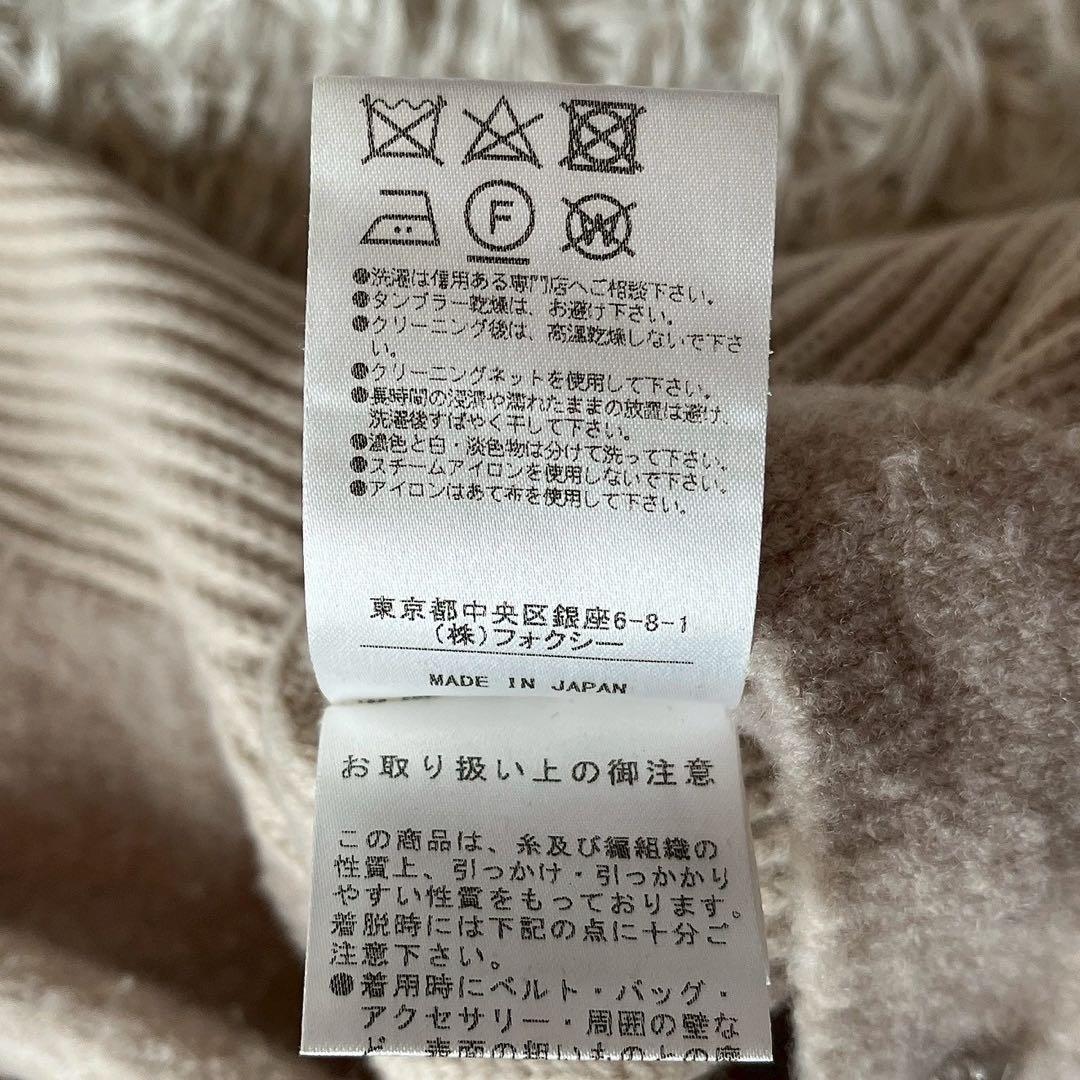 F
W
●洗濯は信用ある専門店へご相談下さい。
●タンブラー乾燥は、お避け下さい。
●クリーニング後は、高温乾燥しないで下さ
い。
●クリーニングネットを使用して下さい。
●長時間の浸漬や濡れたままの放置は避け、
洗濯後すばやく干して下さい。
●濃色と白・淡色物は分けて洗って下さい。
●スチームアイロンを使用しないで下さい。
●アイロンはあて布を使用して下さい。
東京都中央区銀座6-8-1
(株)フォクシー
MADE IN JAPAN
お取り扱い上の御注意
この商品は、糸及び編組織の
性質上、引っかけ・引っかかり
やすい性質をもっております。
着脱時には下記の点に十分ご
注意下さい。
●着用時にベルト・バッグ・
アクセサリー・周囲の壁な
ど、表面の粗いものとの摩